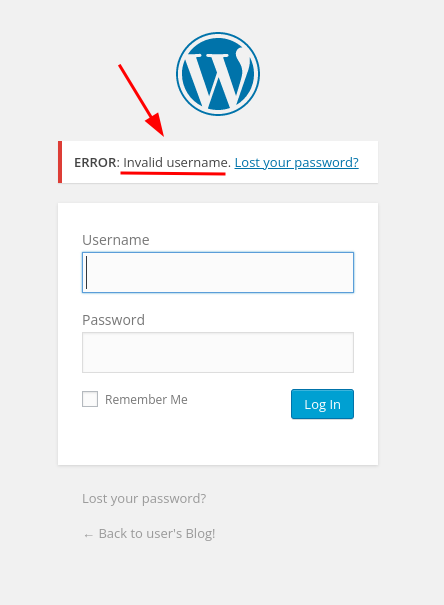 ERROR: Invalid username. Lost your password?
Username
Password
Remember Me
Log In
Lost your password?
← Back to user's Blog!